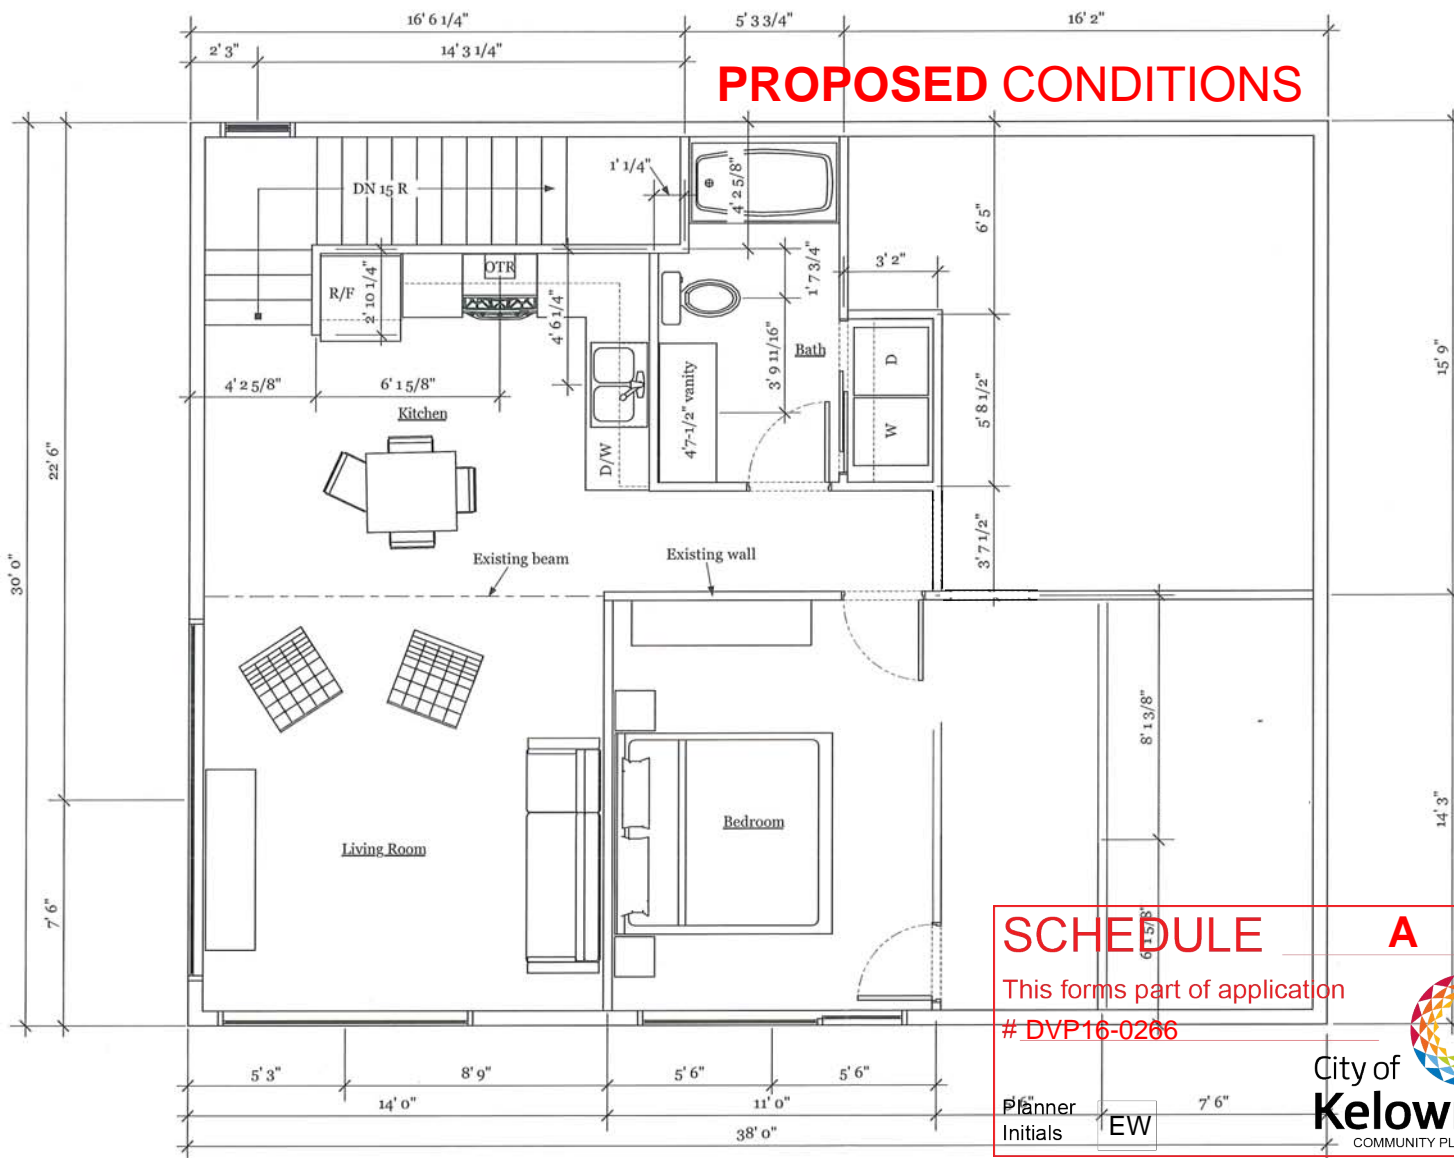 16' 6 1/4"
5' 3 3/4"
16' 2"
2' 3"
14' 3 1/4"
PROPOSED CONDITIONS
1' 1/4"
4' 2 5/8"
DN 15 R
6' 5"
OTR
R/F
2' 10 1/4"
4' 6 1/4"
1' 7 3/4"
3' 2"
3' 9 11/16"
Bath
D
15' 9"
4' 2 5/8"
6' 1 5/8"
Kitchen
4'7-1/2" vanity
W
5' 8 1/2"
22' 6"
D/W
30' 0"
3' 7 1/2"
Existing beam
Existing wall
8' 1 3/8"
14' 3"
Bedroom
Living Room
7' 6"
6' 1 5/8"
SCHEDULE A
This forms part of application
# DVP16-0266
City of
Kelow
COMMUNITY PL
Planner
Initials
EW
5' 3"
8' 9"
5' 6"
5' 6"
14' 0"
11' 0"
7' 6"
38' 0"